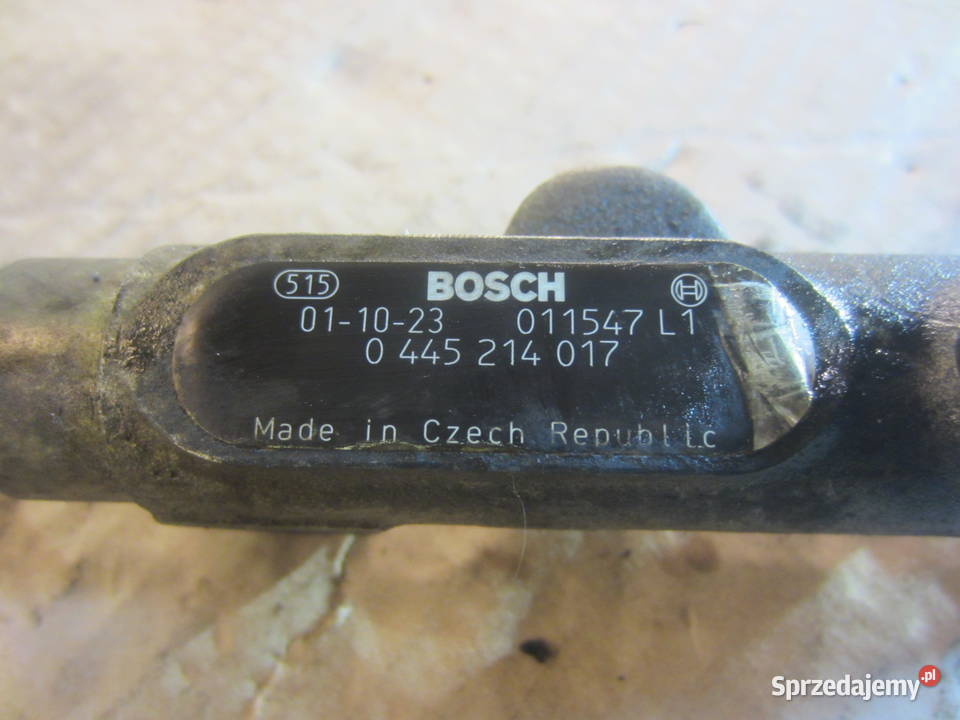 515 BOSCH
01-10-23 011547 L1
0 445 214 017
Made in Czech Republic
Sprzedajemy.pl